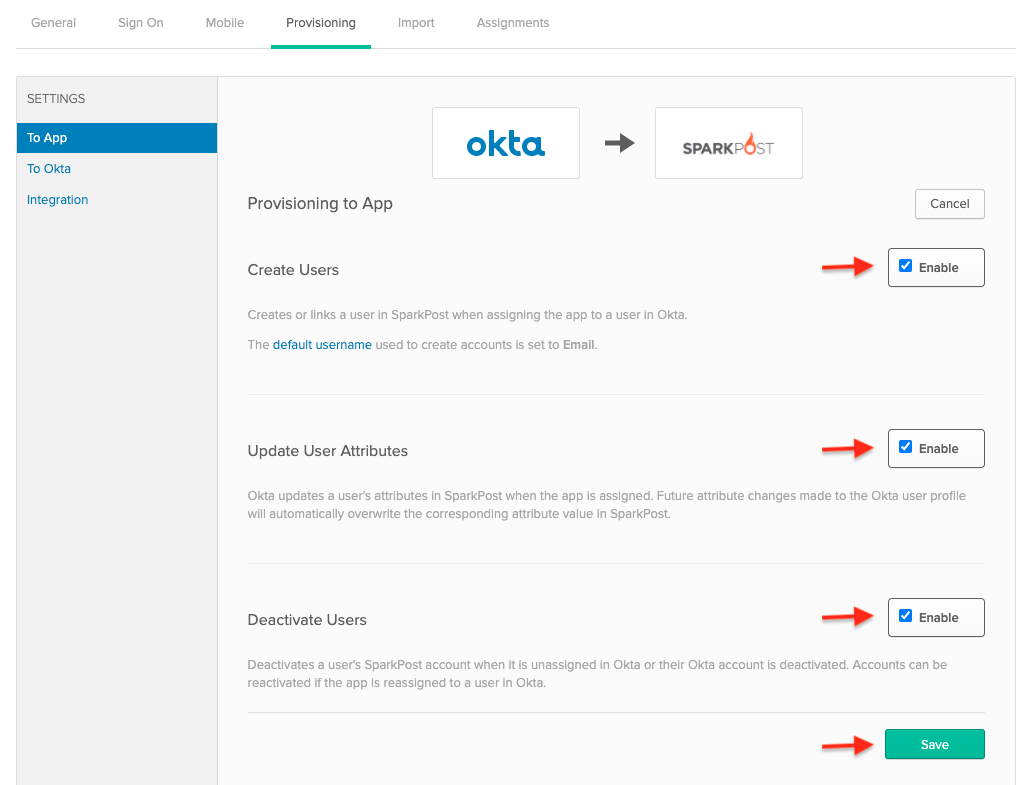 General Sign On Mobile Provisioning Import Assignments
SETTINGS
To App
To Okta
Integration
okta SPARKPOST
Provisioning to App Cancel
Create Users Enable
Creates or links a user in SparkPost when assigning the app to a user in Okta.
The default username used to create accounts is set to Email.
Update User Attributes Enable
Okta updates a user's attributes in SparkPost when the app is assigned. Future attribute changes made to the Okta user profile
will automatically overwrite the corresponding attribute value in SparkPost.
Deactivate Users Enable
Deactivates a user's SparkPost account when it is unassigned in Okta or their Okta account is deactivated. Accounts can be
reactivated if the app is reassigned to a user in Okta.
Save